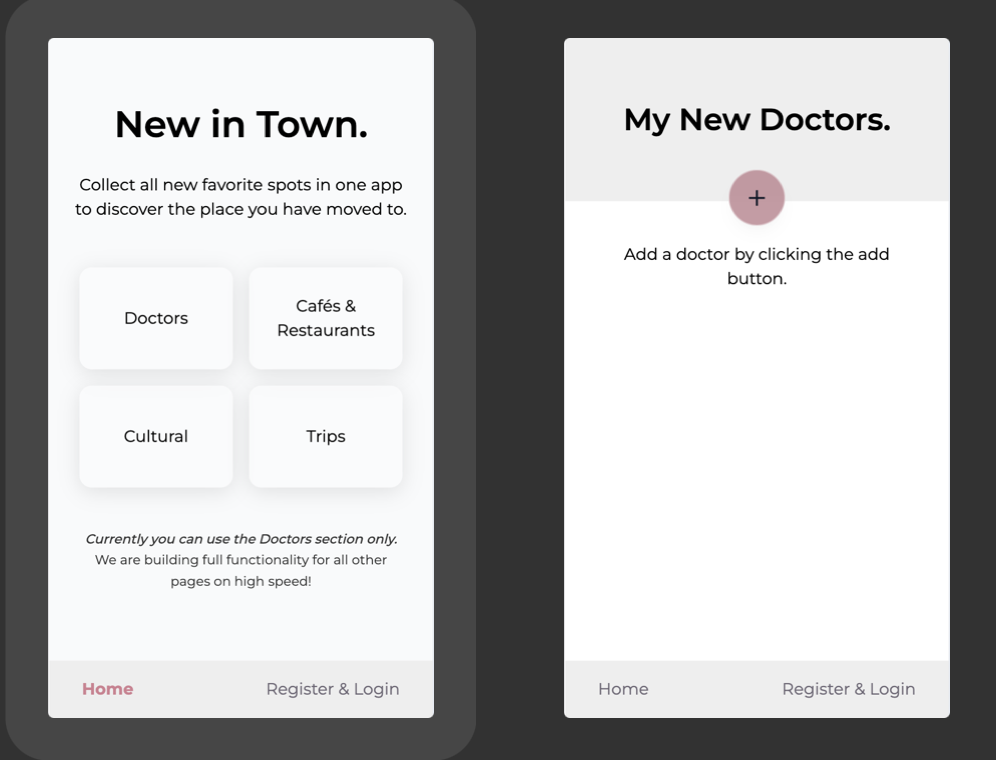 New in Town.
Collect all new favorite spots in one app
to discover the place you have moved to.
Doctors
Cafés &
Restaurants
Cultural
Trips
Currently you can use the Doctors section only.
We are building full functionality for all other
pages on high speed!
Home
Register & Login
My New Doctors.
+
Add a doctor by clicking the add
button.
Home
Register & Login